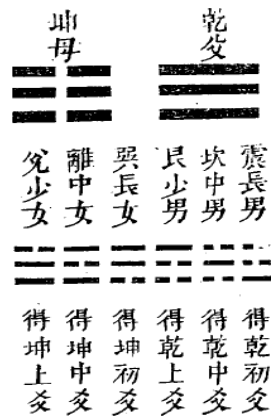 乾父
坤母
震長男
坎中男
艮少男
巽長女
離中女
兌少女
得乾初爻
得乾中爻
得乾上爻
得坤初爻
得坤中爻
得坤上爻